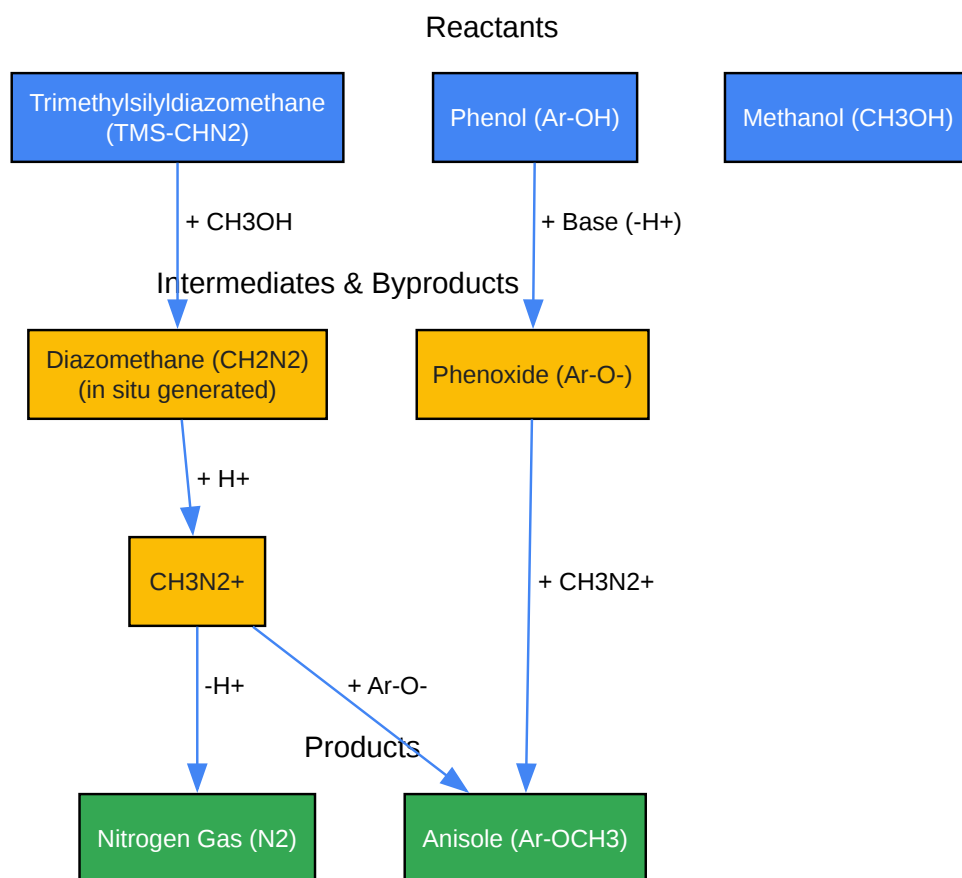 Reactants
Trimethylsilyldiazomethane
(TMS-CHN2)
Phenol (Ar-OH)
Methanol (CH3OH)
+ CH3OH
+ Base (-H+)
Intermediates & Byproducts
Diazomethane (CH2N2)
(in situ generated)
Phenoxide (Ar-O-)
+ H+
CH3N2+
+ CH3N2+
-H+
+ Ar-O-
Products
Nitrogen Gas (N2)
Anisole (Ar-OCH3)